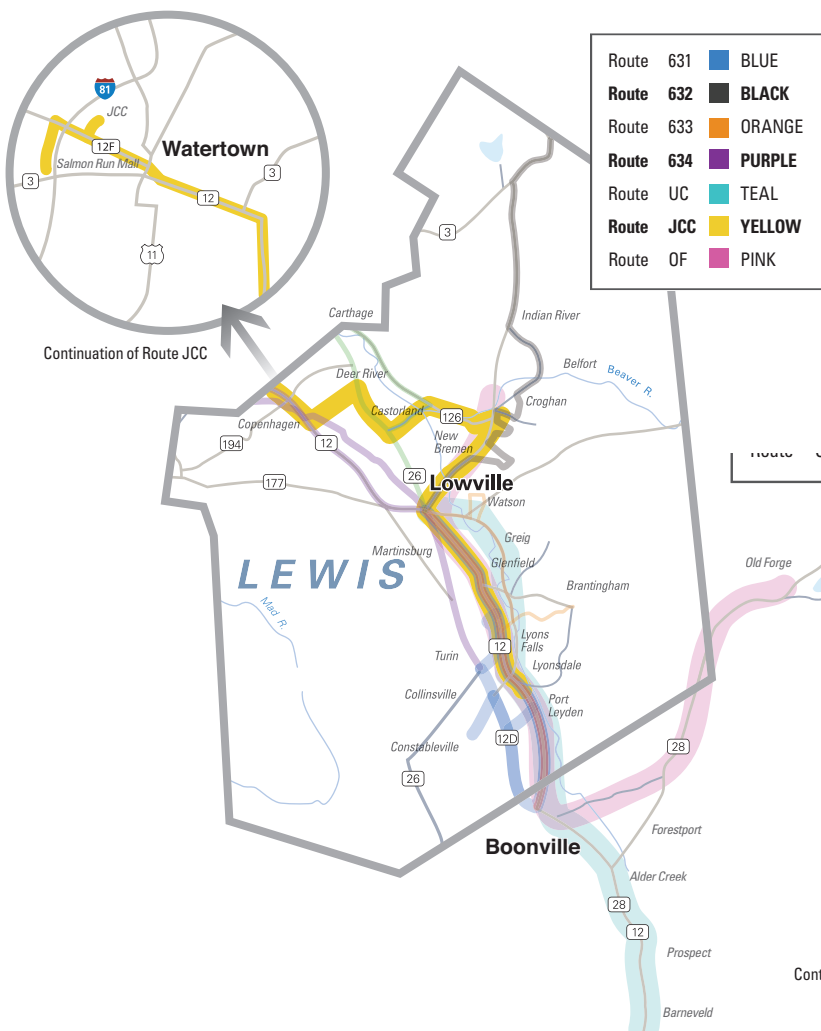 81
JCC
12F
Watertown
Salmon Run Mall
3
3
12
11
Continuation of Route JCC
Route 631 BLUE
Route 632 BLACK
Route 633 ORANGE
Route 634 PURPLE
Route UC TEAL
Route JCC YELLOW
Route OF PINK
3
Carthage
Indian River
Deer River
Belfort
Beaver R.
Castorland
Croghan
Copenhagen
126
194
12
New
Bremen
26
177
Lowville
Watson
Martinsburg
Greig
Glenfield
Old Forge
LEWIS
Brantingham
Mad R.
12
Lyons
Falls
Turin
Lyonsdale
Collinsville
Port
Leyden
Constableville
12D
28
26
Forestport
Boonville
Alder Creek
28
12
Prospect
Cont
Barneveld